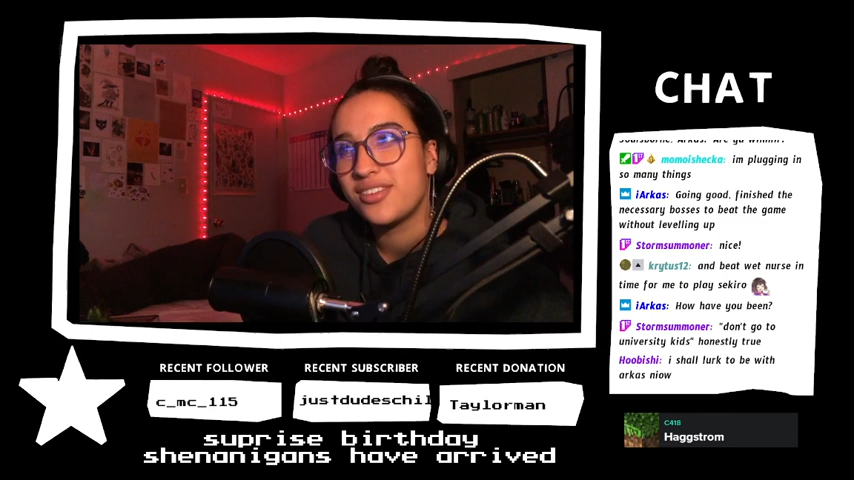 CHAT
momoishecka: im plugging in
so many things
iArkas: Going good. finished the
necessary bosses to beat the game
without levelling up
Stormsummoner: nice!
krytus12: and beat wet nurse in
time for me to play sekiro
iArkas: How have you been?
Stormsummoner: "don't go to
university kids" honestly true
Hoobishi: i shall lurk to be with
arkas niow
RECENT FOLLOWER
c_mc_115
RECENT SUBSCRIBER
justdudeschil
RECENT DONATION
Taylorman
suprise birthday
shenanigans have arrived
C418
Haggstrom